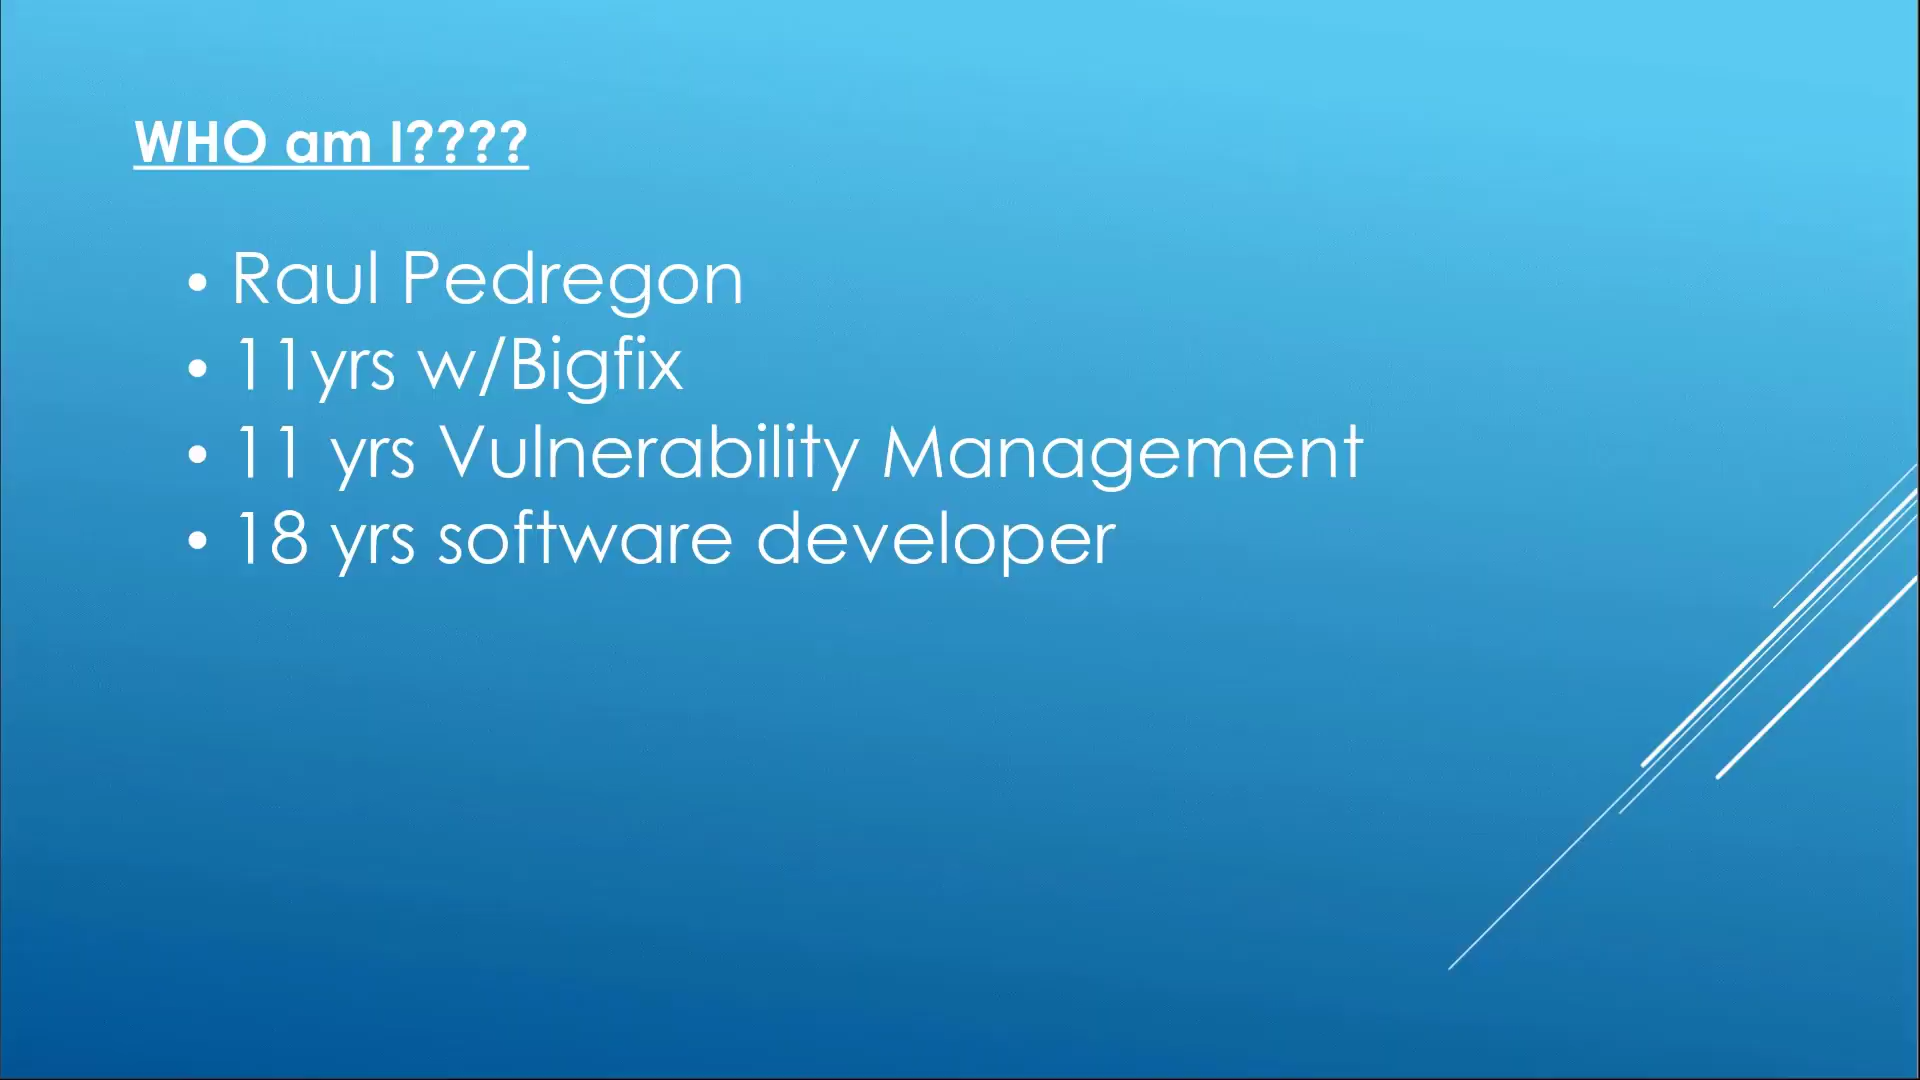 WHO am I????
• Raul Pedregon
• 11yrs w/Bigfix
• 11 yrs Vulnerability Management
• 18 yrs software developer